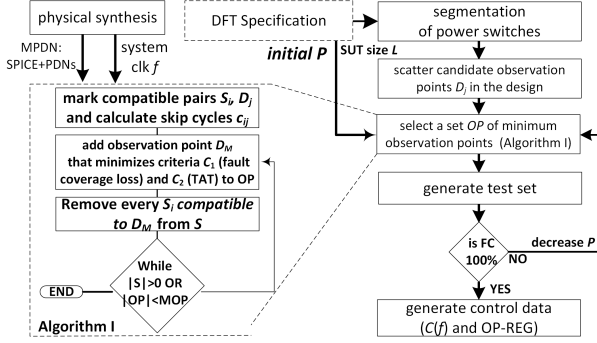 physical synthesis
MPDN:
SPICE+PDNs
system
clk f
DFT Specification
initial P
SUT size L
segmentation
of power switches
scatter candidate observation
points Dj in the design
select a set OP of minimum
observation points (Algorithm I)
generate test set
is FC
100%
NO
decrease P
YES
generate control data
(C(f) and OP-REG)
mark compatible pairs Si, Dj
and calculate skip cycles cij
add observation point DM
that minimizes criteria C1 (fault
coverage loss) and C2 (TAT) to OP
Remove every Si compatible
to DM from S
While
|S|>0 OR
|OP|<MOP
END
Algorithm I